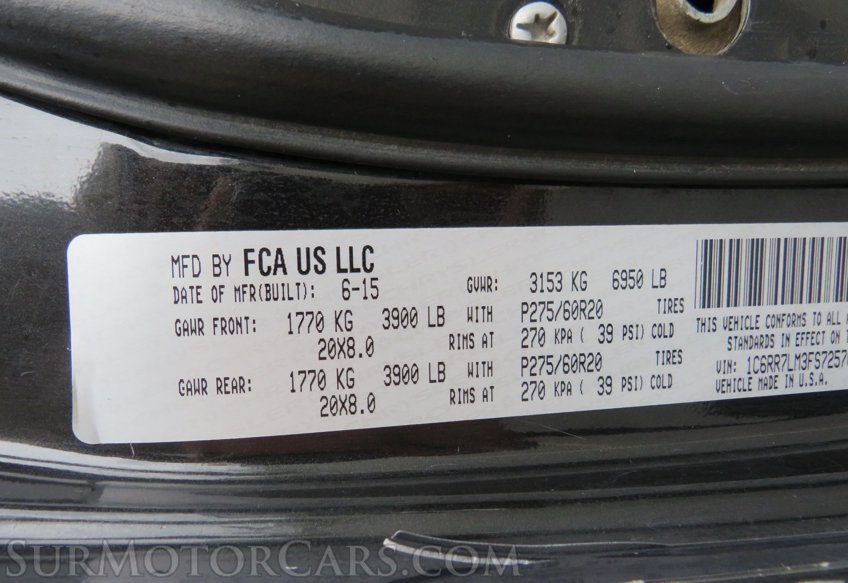 MFD BY FCA US LLC
DATE OF MFR(BUILT): 6-15 GVWR: 3153 KG 6950 LB
GAWR FRONT: 1770 KG 3900 LB WITH P275/60R20 TIRES
20X8.0 RIMS AT 270 KPA ( 39 PSI) COLD
GAWR REAR: 1770 KG 3900 LB WITH P275/60R20 TIRES
20X8.0 RIMS AT 270 KPA ( 39 PSI) COLD
THIS VEHICLE CONFORMS TO ALL
STANDARDS IN EFFECT ON
VIN: 1C6RR7LM3FS7257
VEHICLE MADE IN U.S.A.
SURMOTORCARS.COM